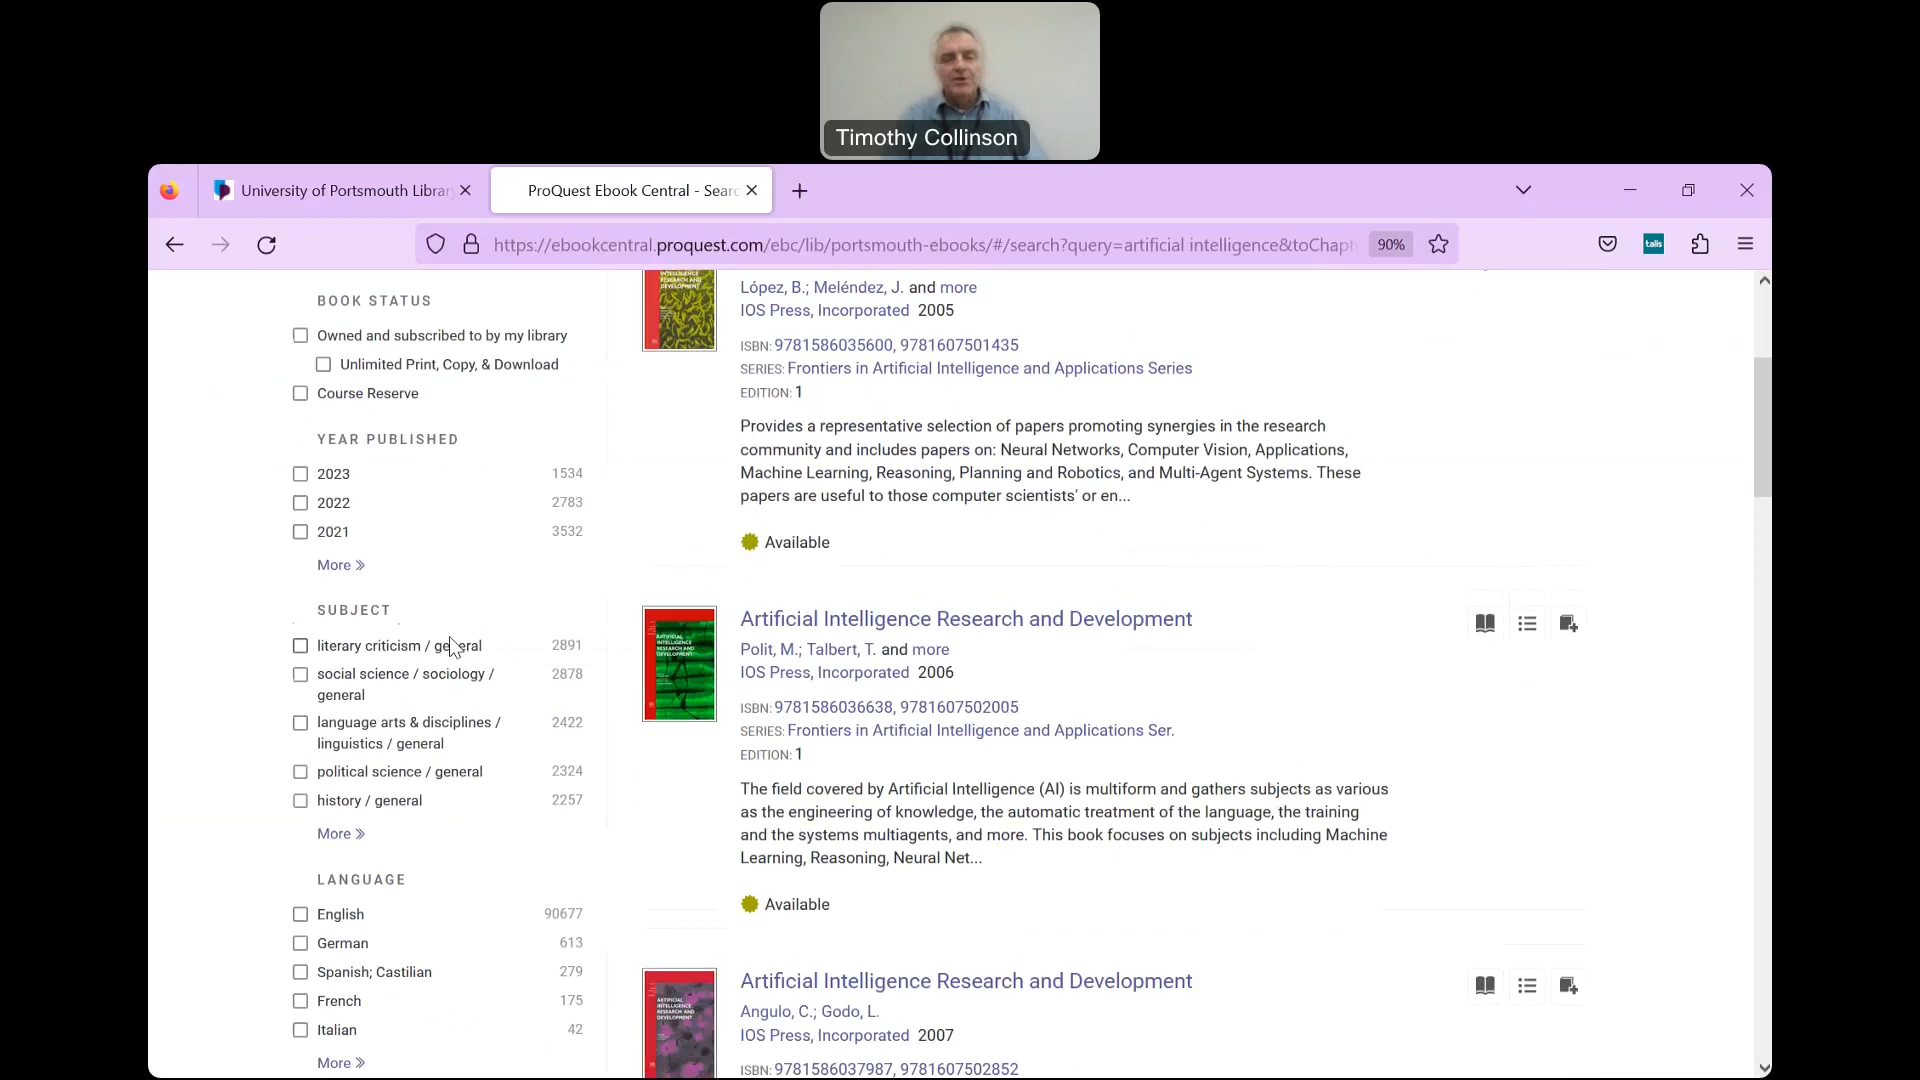 Timothy Collinson
University of Portsmouth Library
ProQuest Ebook Central - Searc
https://ebookcentral.proquest.com/ebc/lib/portsmouth-ebooks/#/search?query=artificial intelligence&toChapt
90%
talis
BOOK STATUS
Owned and subscribed to by my library
Unlimited Print, Copy, & Download
Course Reserve
YEAR PUBLISHED
2023 1534
2022 2783
2021 3532
More »
SUBJECT
literary criticism / general 2891
social science / sociology / 2878
general
language arts & disciplines / 2422
linguistics / general
political science / general 2324
history / general 2257
More »
LANGUAGE
English 90677
German 613
Spanish; Castilian 279
French 175
Italian 42
More »
López, B.; Meléndez, J. and more
IOS Press, Incorporated 2005
ISBN: 9781586035600, 9781607501435
SERIES: Frontiers in Artificial Intelligence and Applications Series
EDITION: 1
Provides a representative selection of papers promoting synergies in the research
community and includes papers on: Neural Networks, Computer Vision, Applications,
Machine Learning, Reasoning, Planning and Robotics, and Multi-Agent Systems. These
papers are useful to those computer scientists' or en...
Available
ARTIFICIAL
INTELLIGENCE
RESEARCH AND
DEVELOPMENT
Artificial Intelligence Research and Development
Polit, M.; Talbert, T. and more
IOS Press, Incorporated 2006
ISBN: 9781586036638, 9781607502005
SERIES: Frontiers in Artificial Intelligence and Applications Ser.
EDITION: 1
The field covered by Artificial Intelligence (AI) is multiform and gathers subjects as various
as the engineering of knowledge, the automatic treatment of the language, the training
and the systems multiagents, and more. This book focuses on subjects including Machine
Learning, Reasoning, Neural Net...
Available
ARTIFICIAL
INTELLIGENCE
RESEARCH AND
DEVELOPMENT
Artificial Intelligence Research and Development
Angulo, C.; Godo, L.
IOS Press, Incorporated 2007
ISBN: 9781586037987, 9781607502852